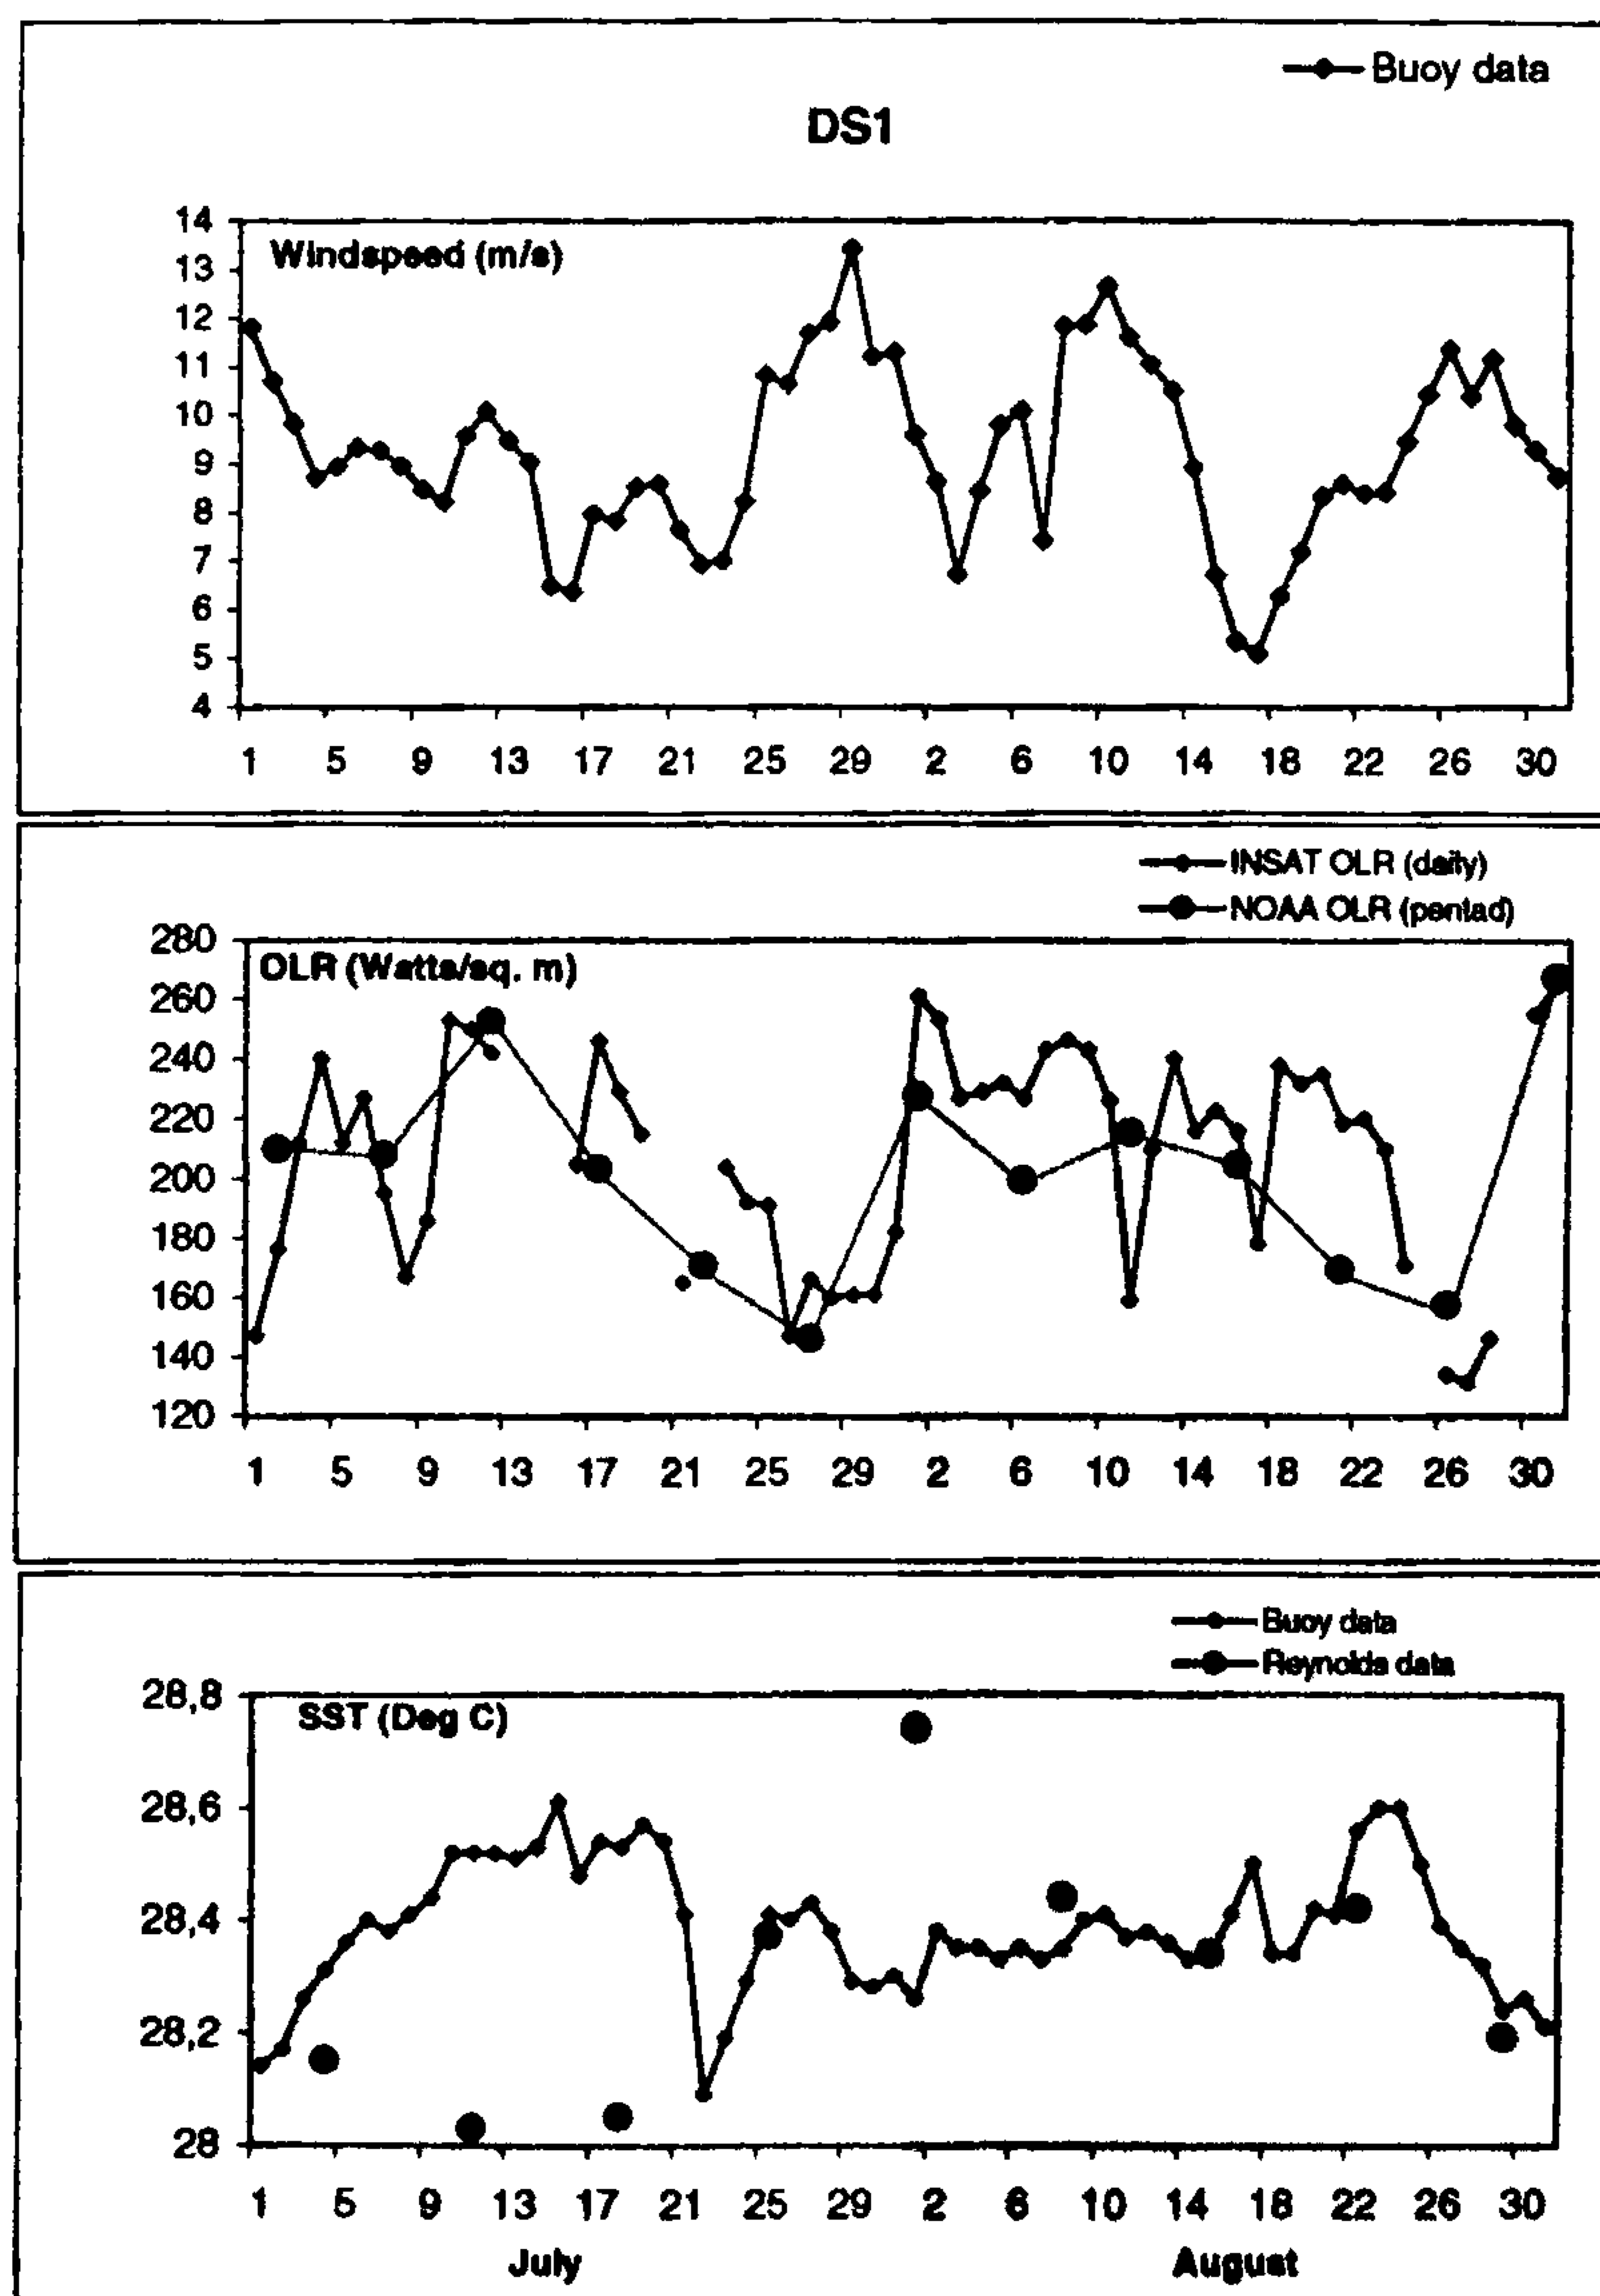 Buoy data
DS1
Windspeed (m/s)
14
13
12
11
10
9
8
7
6
5
4
1 5 9 13 17 21 25 29 2 6 10 14 18 22 26 30
INSAT OLR (daily)
NOAA OLR (pentad)
OLR (Watts/sq. m)
280
260
240
220
200
180
160
140
120
1 5 9 13 17 21 25 29 2 6 10 14 18 22 26 30
Buoy data
Reynolds data
SST (Deg C)
28,8
28,6
28,4
28,2
28
1 5 9 13 17 21 25 29 2 6 10 14 18 22 26 30
July August